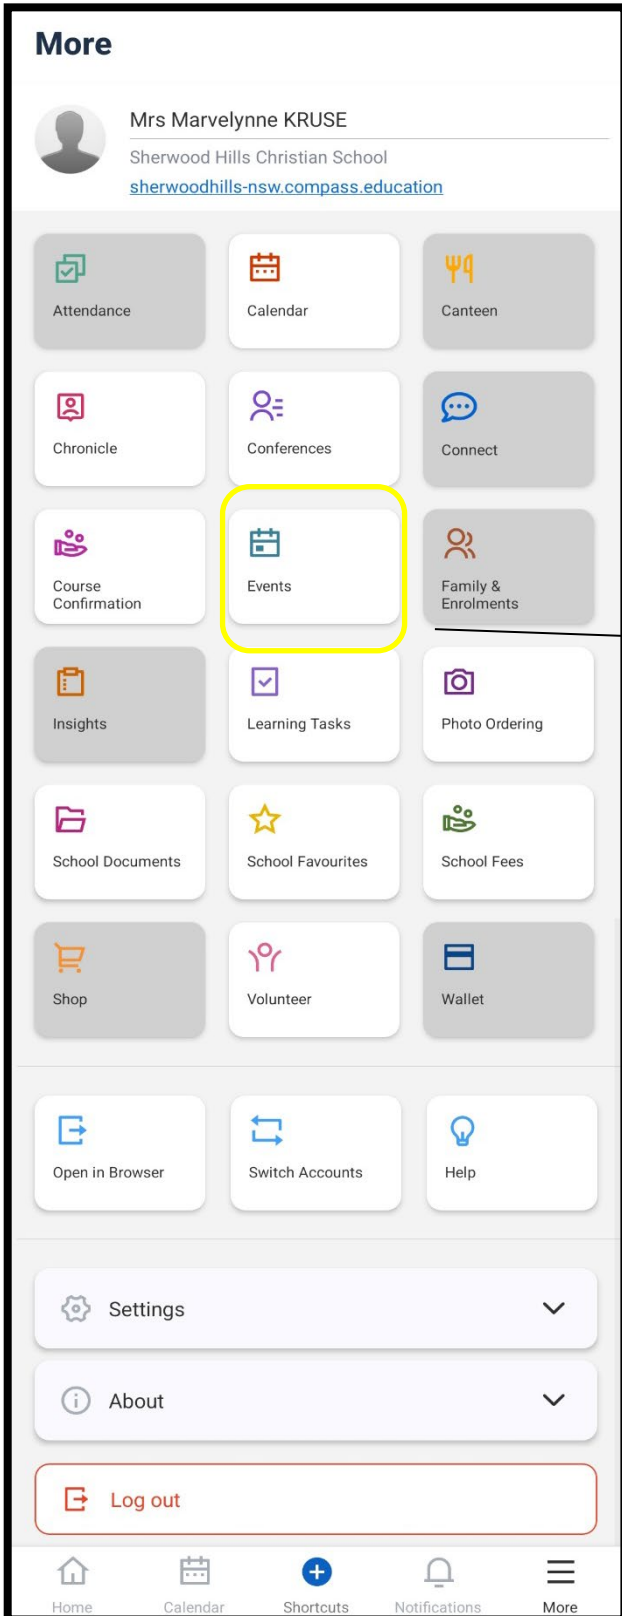 More
Mrs Marvelynne KRUSE
Sherwood Hills Christian School
sherwoodhills-nsw.compass.education
Attendance
Calendar
Canteen
Chronicle
Conferences
Connect
Course
Confirmation
Events
Family &
Enrolments
Insights
Learning Tasks
Photo Ordering
School Documents
School Favourites
School Fees
Shop
Volunteer
Wallet
Open in Browser
Switch Accounts
Help
Settings
About
Log out
Home
Calendar
Shortcuts
Notifications
More